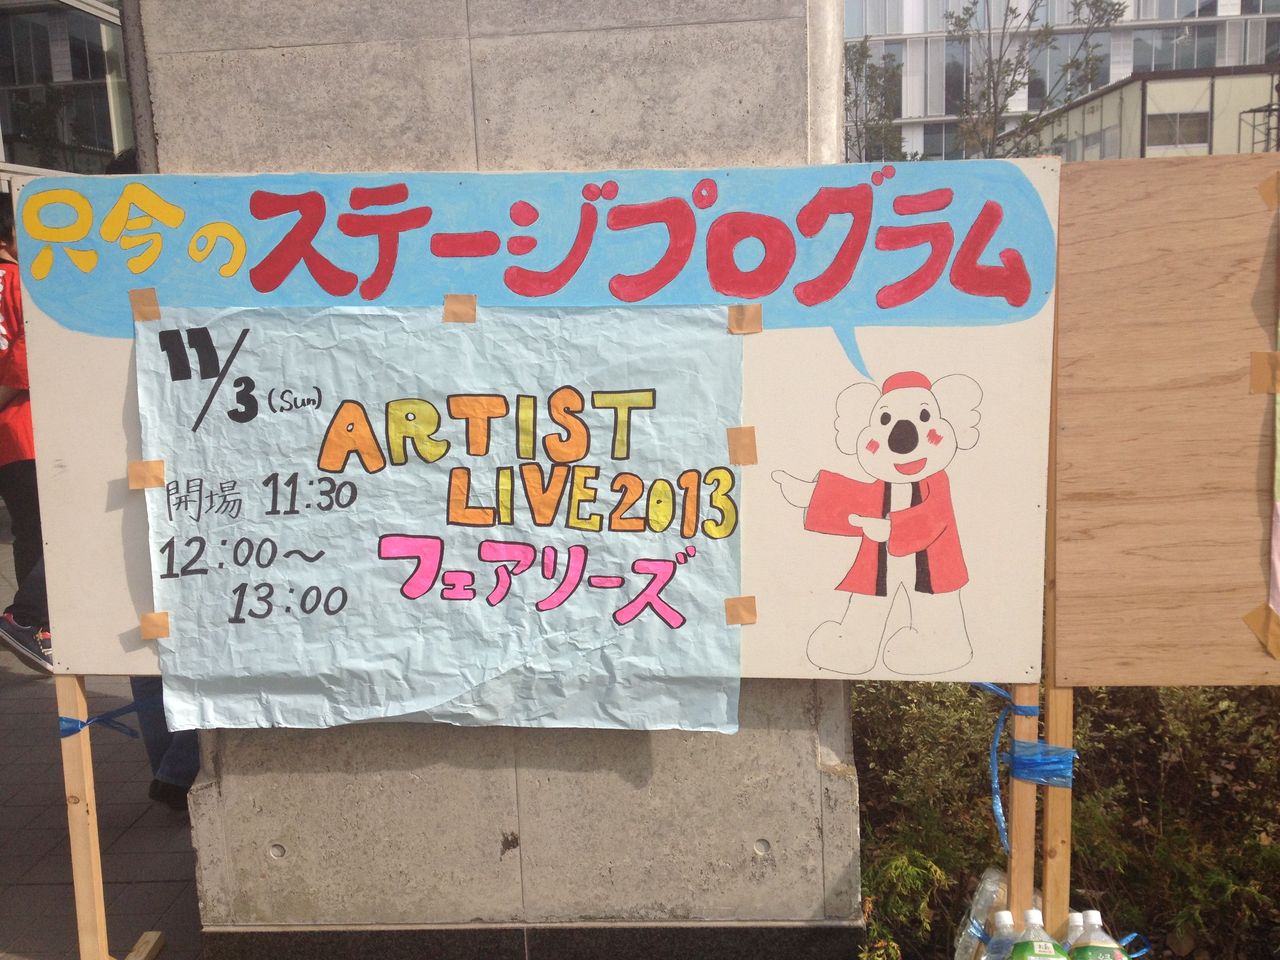 只今のステージプログラム
11/3 (Sun)
ARTIST
LIVE 2013
フェアリーズ
開場 11:30
12:00〜
13:00